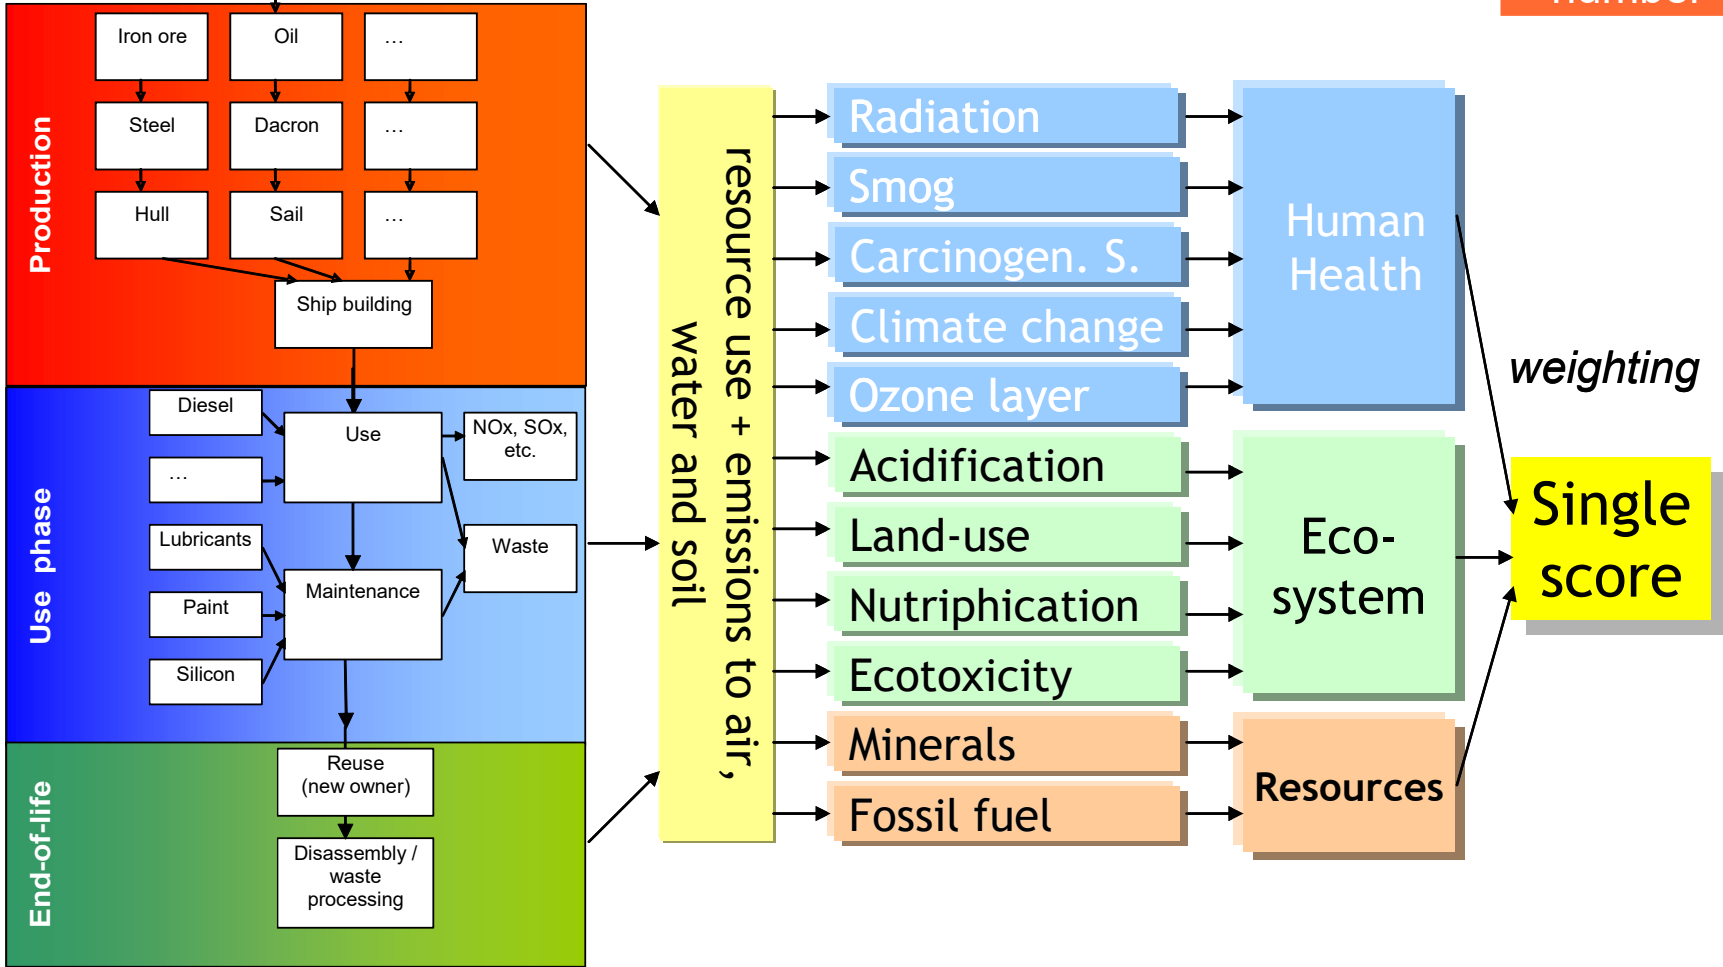 number
Production
Iron ore
Oil
…
Steel
Dacron
…
Hull
Sail
…
Ship building
Use phase
Diesel
…
Lubricants
Paint
Silicon
Use
Maintenance
NOx, SOx,
etc.
Waste
End-of-life
Reuse
(new owner)
Disassembly /
waste
processing
resource use + emissions to air,
water and soil
Radiation
Smog
Carcinogen. S.
Climate change
Ozone layer
Acidification
Land-use
Nutriphication
Ecotoxicity
Minerals
Fossil fuel
Human
Health
Eco-
system
Resources
weighting
Single
score